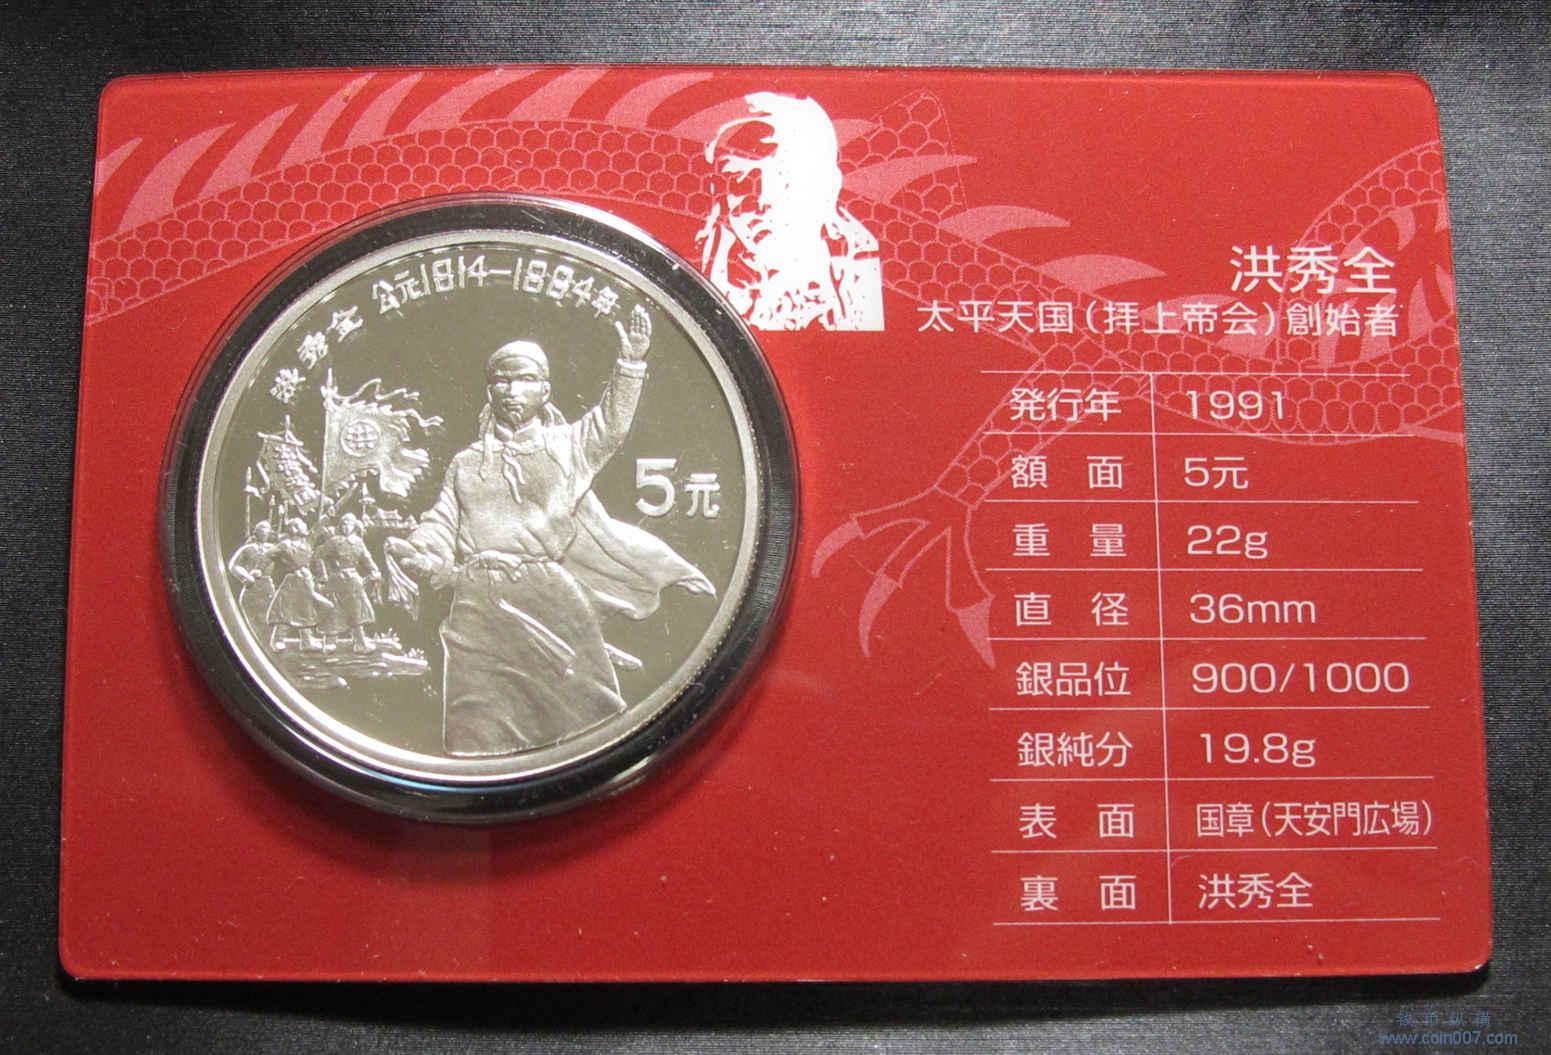 洪秀全 公元1814-1864年
5元
洪秀全
太平天国(拝上帝会)創始者
発行年 1991
額面 5元
重量 22g
直径 36mm
銀品位 900/1000
銀純分 19.8g
表面 国章(天安門広場)
裏面 洪秀全
钱币纵横
www.coin007.com